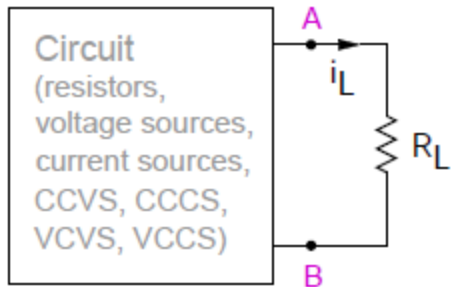 Circuit
(resistors,
voltage sources,
current sources,
CCVS, CCCS,
VCVS, VCCS)
A
iL
RL
B